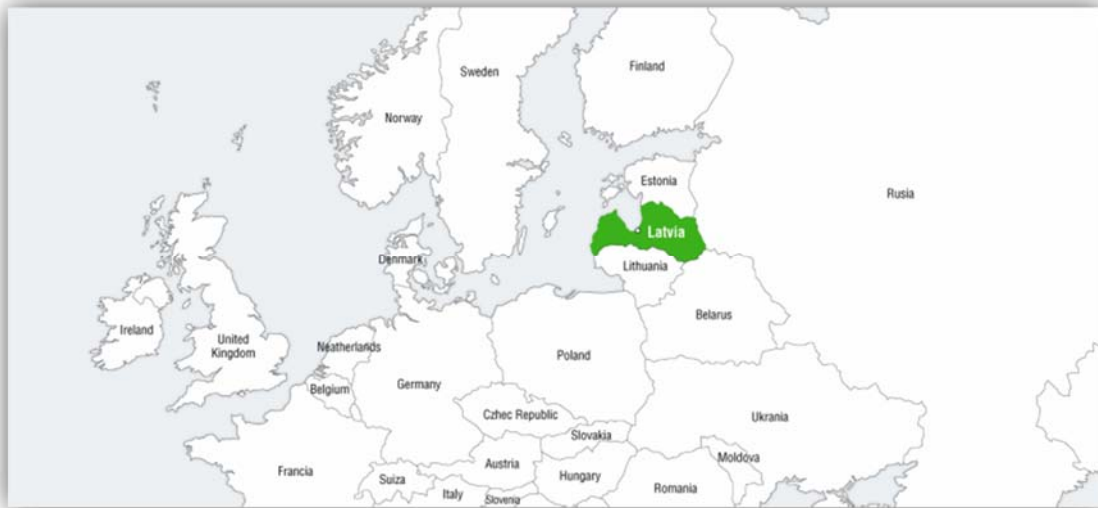 Finland
Sweden
Norway
Estonia
Rusia
Latvia
Denmark
Lithuania
Belarus
Ireland
United
Kingdom
Neatherlands
Poland
Germany
Belgium
Czhec Republic
Ukrania
Slovakia
Moldova
Austria
Francia
Hungary
Suiza
Romania
Italy
Slovenia